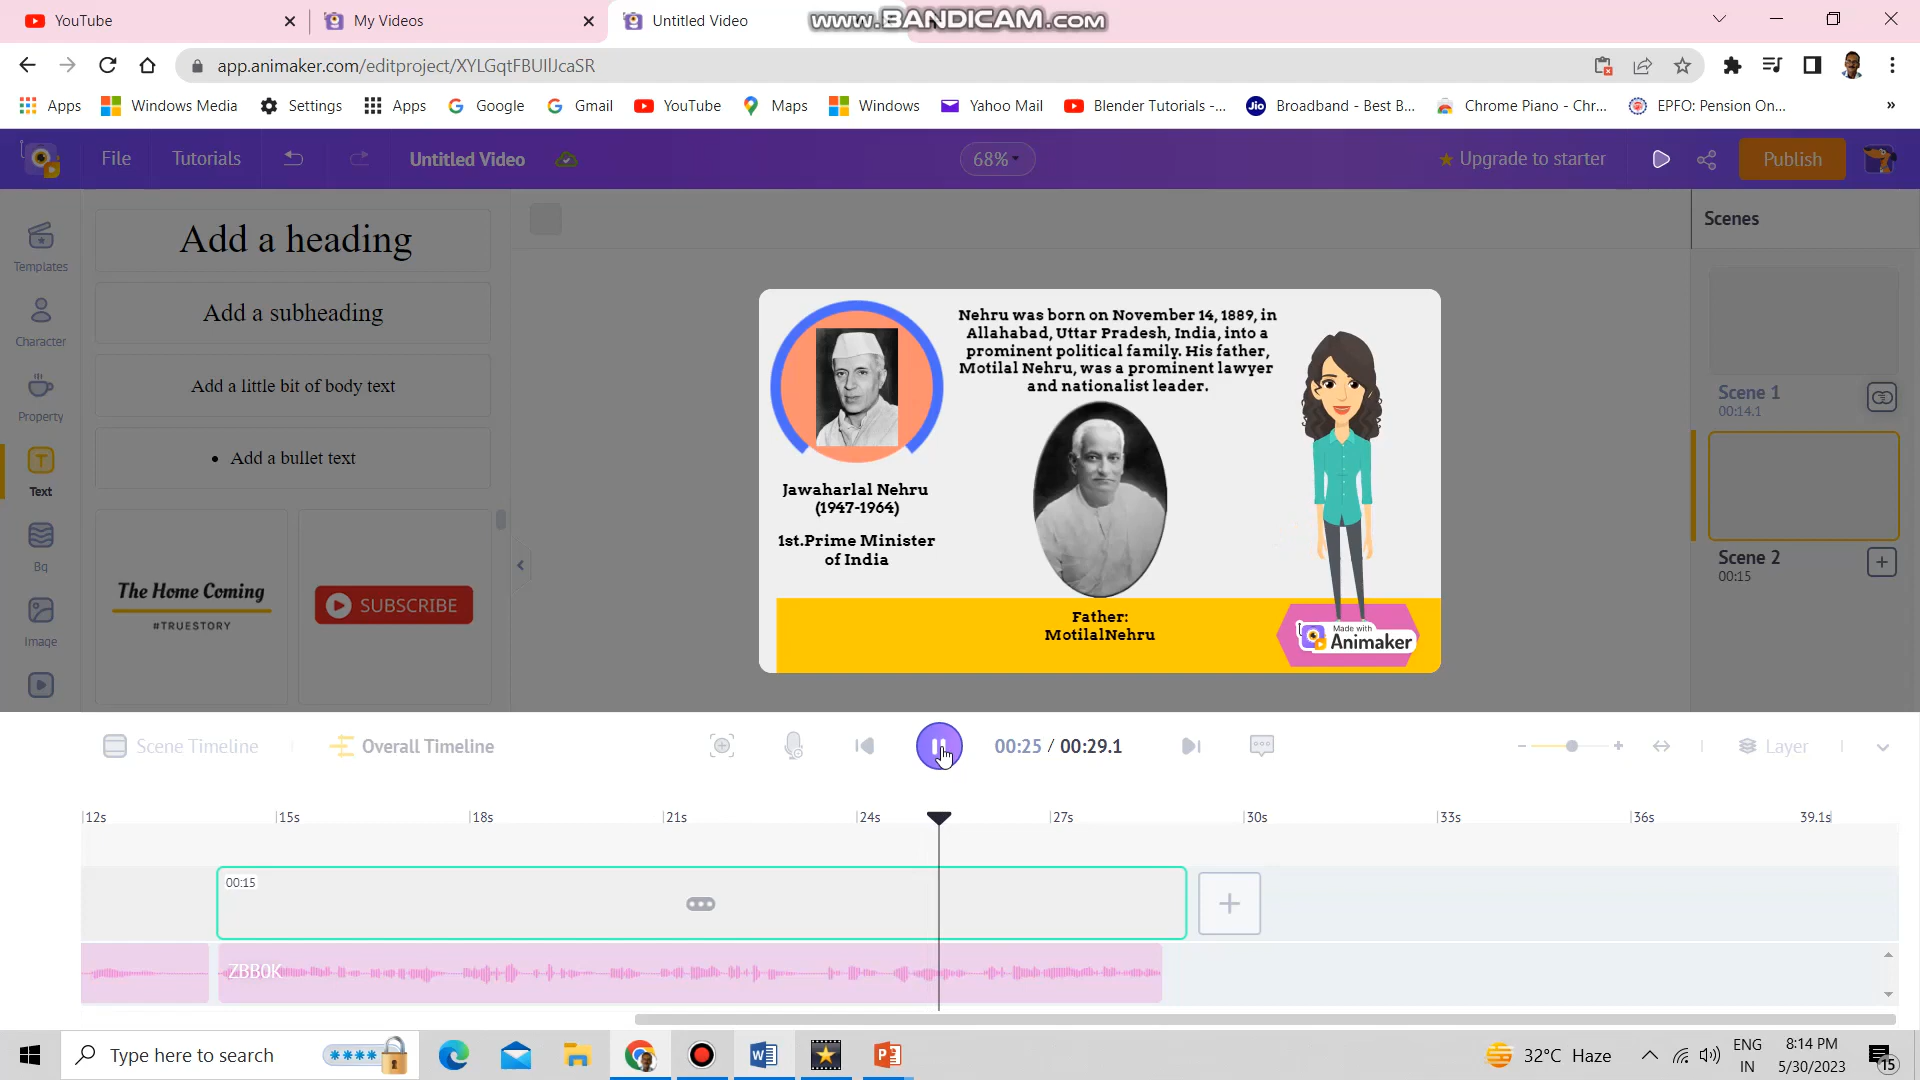 YouTube
My Videos
Untitled Video
www.BANDICAM.com
app.animaker.com/editproject/XYLGqtFBUIlJcaSR
Apps
Windows Media
Settings
Apps
Google
Gmail
YouTube
Maps
Windows
Yahoo Mail
Blender Tutorials -...
Jio
Broadband - Best B...
Chrome Piano - Chr...
EPFO: Pension On...
»
File
Tutorials
Untitled Video
68%
Upgrade to starter
Publish
Templates
Character
Property
Text
Bg
Image
Add a heading
Add a subheading
Add a little bit of body text
• Add a bullet text
The Home Coming
#TRUESTORY
SUBSCRIBE
Nehru was born on November 14, 1889, in
Allahabad, Uttar Pradesh, India, into a
prominent political family. His father,
Motilal Nehru, was a prominent lawyer
and nationalist leader.
Jawaharlal Nehru
(1947-1964)
1st.Prime Minister
of India
Father:
MotilalNehru
Made with
Animaker
Scenes
Scene 1
00:14.1
Scene 2
00:15
Scene Timeline
Overall Timeline
00:25 / 00:29.1
Layer
12s
15s
18s
21s
24s
27s
30s
33s
36s
39.1s
00:15
ZBB0K
Type here to search
32°C Haze
ENG
IN
8:14 PM
5/30/2023
15